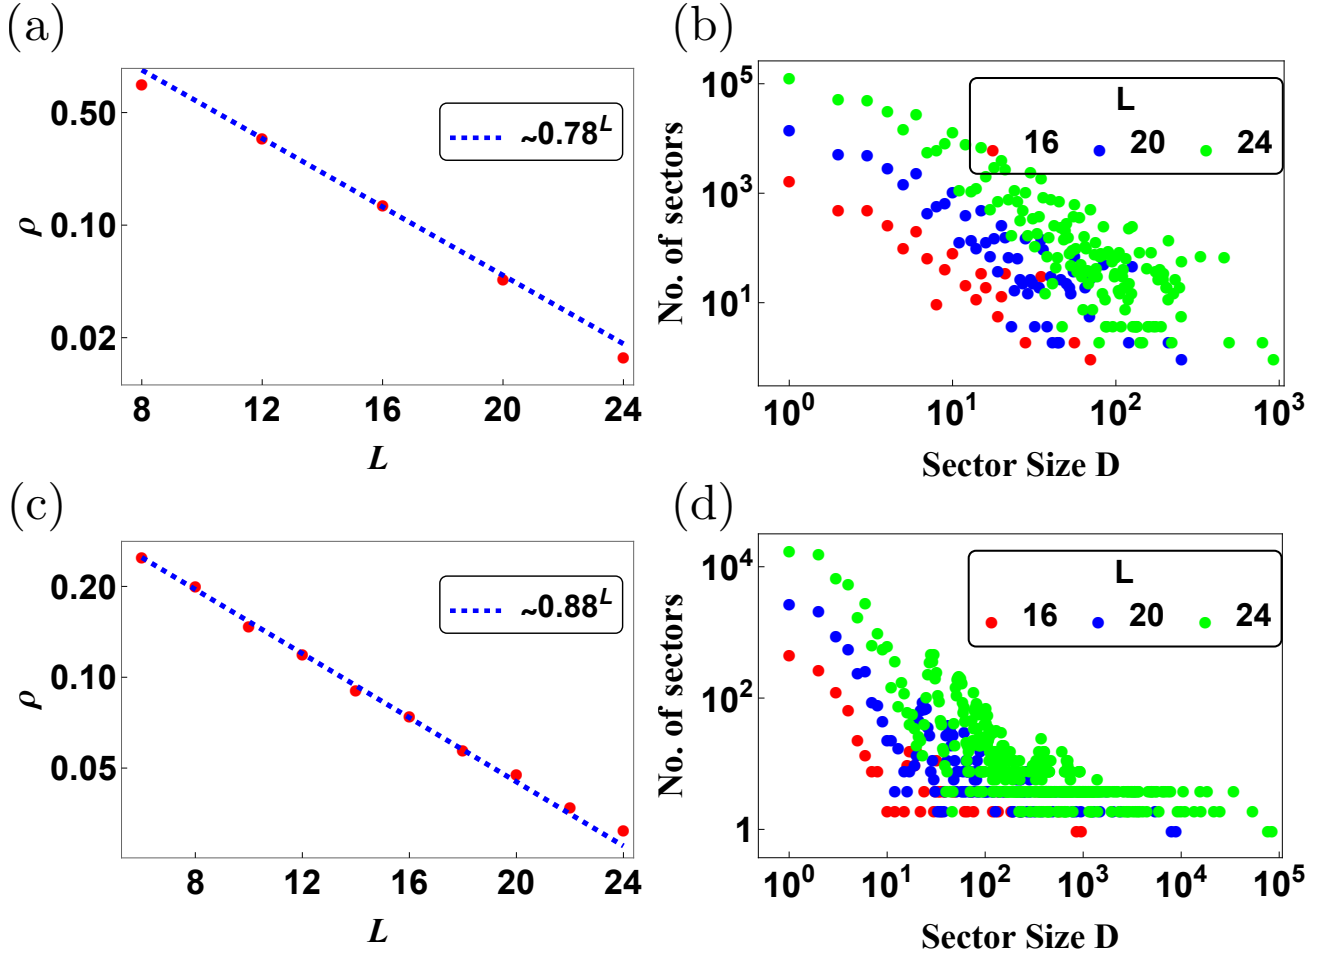 (a)
0.50
0.10
0.02
ρ
~0.78^L
8 12 16 20 24
L
(b)
10^5
10^3
10^1
No. of sectors
L
16 20 24
10^0 10^1 10^2 10^3
Sector Size D
(c)
0.20
0.10
0.05
ρ
~0.88^L
8 12 16 20 24
L
(d)
10^4
10^2
1
No. of sectors
L
16 20 24
10^0 10^1 10^2 10^3 10^4 10^5
Sector Size D